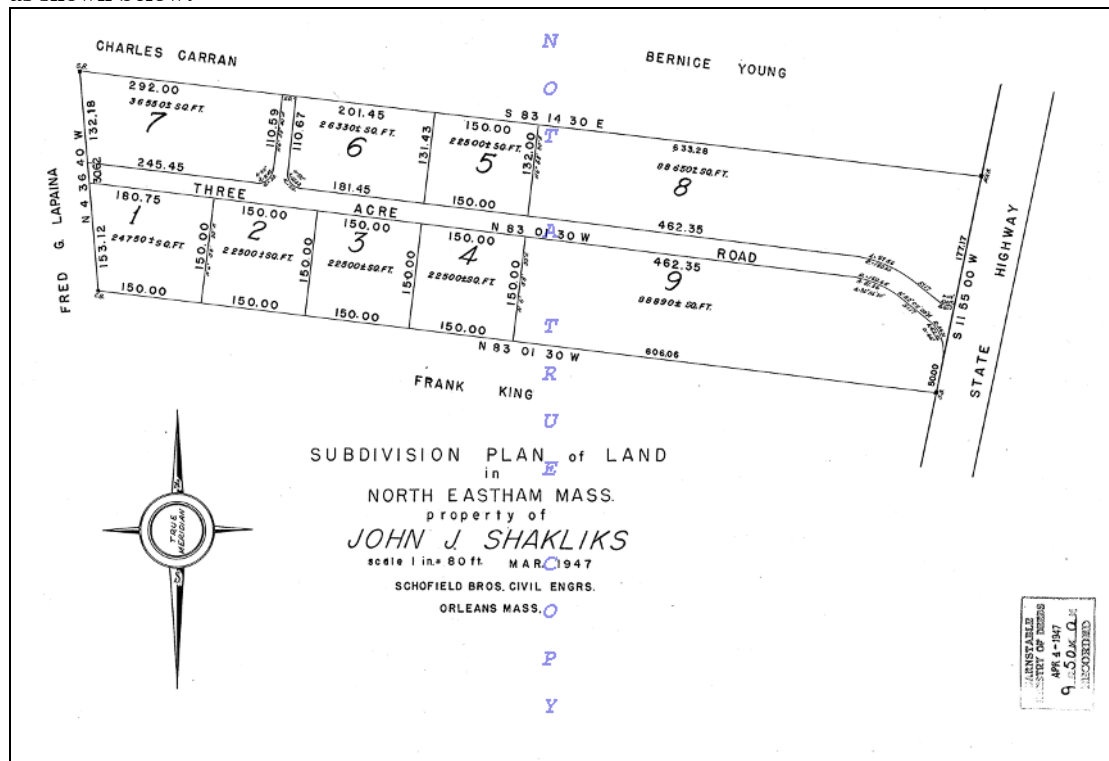 CHARLES CARRAN
BERNICE YOUNG
292.00
36550± SQ.FT.
7
132.18
110.59
110.67
201.45
26330± SQ.FT.
6
131.43
S 83 14 30 E
150.00
22500± SQ.FT.
5
132.00
633.28
88650± SQ.FT.
8
245.45
181.45
150.00
462.35
3062
N 4 36 40 W
FRED G. LAPAINA
THREE ACRE ROAD
N 83 01 30 W
180.75
1
24750± SQ.FT
153.12
150.00
150.00
150.00
2
22500± SQ.FT.
150.00
150.00
150.00
3
22500± SQ.FT.
150.00
150.00
150.00
4
22500± SQ.FT.
150.00
150.00
462.35
9
88890± SQ.FT.
N 83 01 30 W
606.06
177.17
S 11 55 00 W
50.00
STATE HIGHWAY
FRANK KING
SUBDIVISION PLAN of LAND
in
NORTH EASTHAM MASS.
property of
JOHN J. SHAKLIKS
scale 1 in.= 80 ft. MAR. 1947
SCHOFIELD BROS. CIVIL ENGRS.
ORLEANS MASS.
TRUE
MERIDIAN
NOT A TRUE COPY
ARNSTABLE
ISTRY OF DEEDS
APR 4-1947
RECORDED